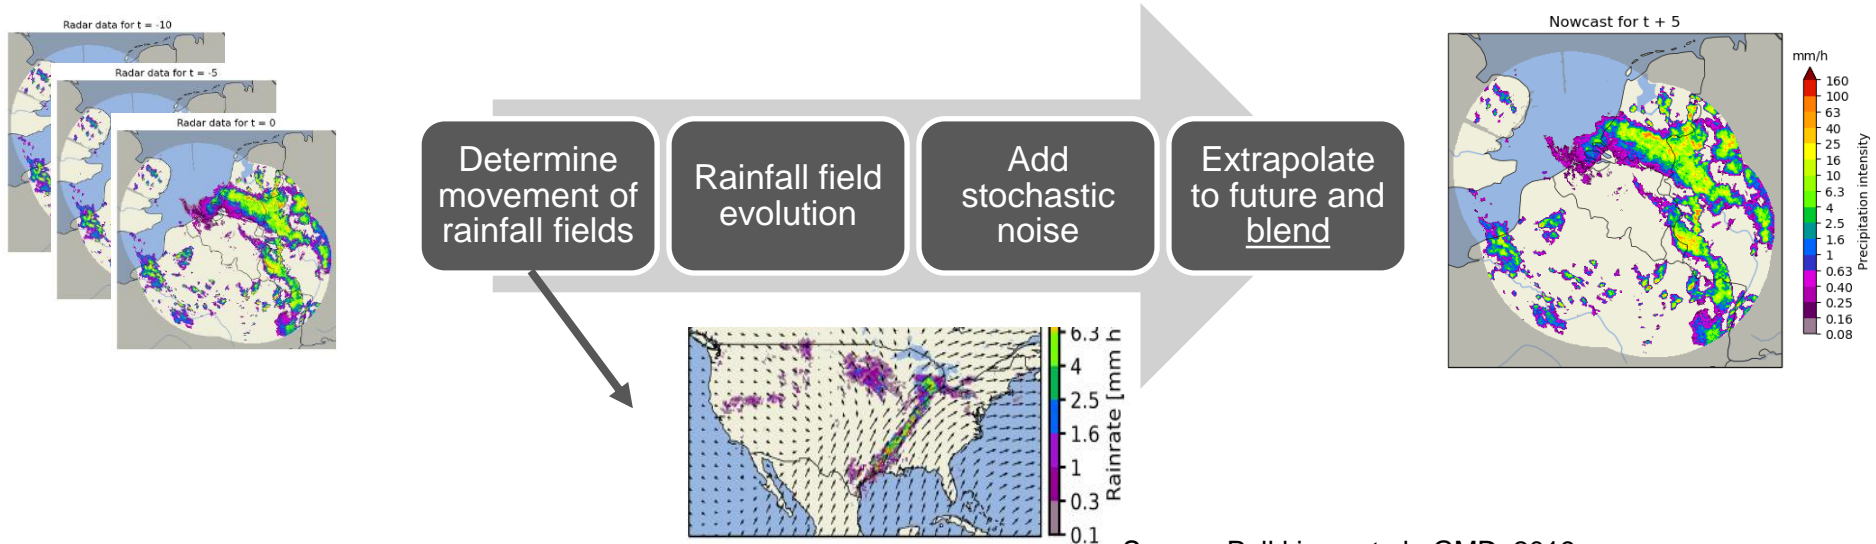 Radar data for t = -10
Radar data for t = -5
Radar data for t = 0
Determine
movement of
rainfall fields
Rainfall field
evolution
Add
stochastic
noise
Extrapolate
to future and
blend
6.3
4
2.5
1.6
1
0.3
0.1
Rainrate [mm h
Nowcast for t + 5
mm/h
160
100
63
40
25
16
10
6.3
4
2.5
1.6
1
0.63
0.40
0.25
0.16
0.08
Precipitation intensity